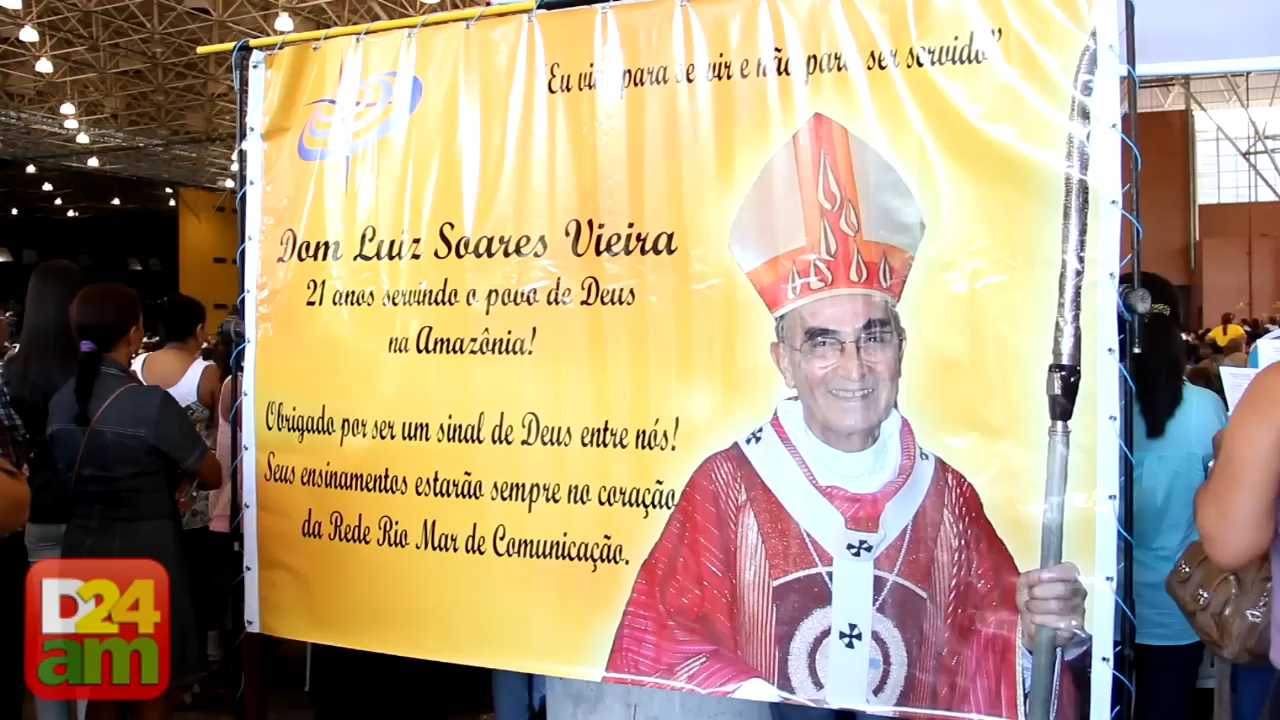 "Eu vim para servir e não para ser servido"
Dom Luiz Soares Vieira
21 anos servindo o povo de Deus
na Amazônia!
Obrigado por ser um sinal de Deus entre nós!
Seus ensinamentos estarão sempre no coração
da Rede Rio Mar de Comunicação.
D24
am